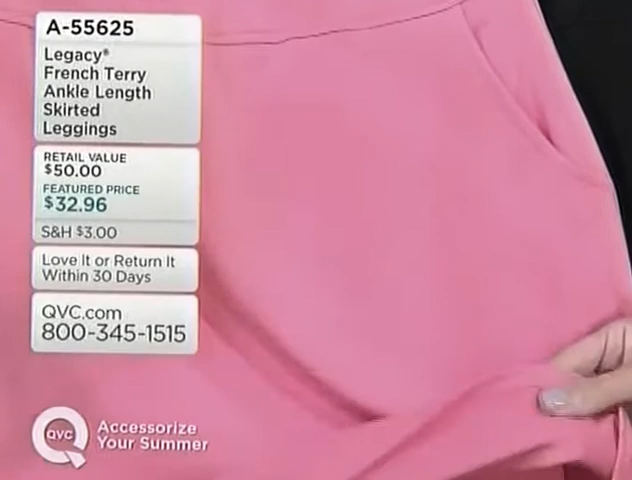 A-55625
Legacy®
French Terry
Ankle Length
Skirted
Leggings
RETAIL VALUE
$50.00
FEATURED PRICE
$32.96
S&H $3.00
Love It or Return It
Within 30 Days
QVC.com
800-345-1515
QVC
Accessorize
Your Summer